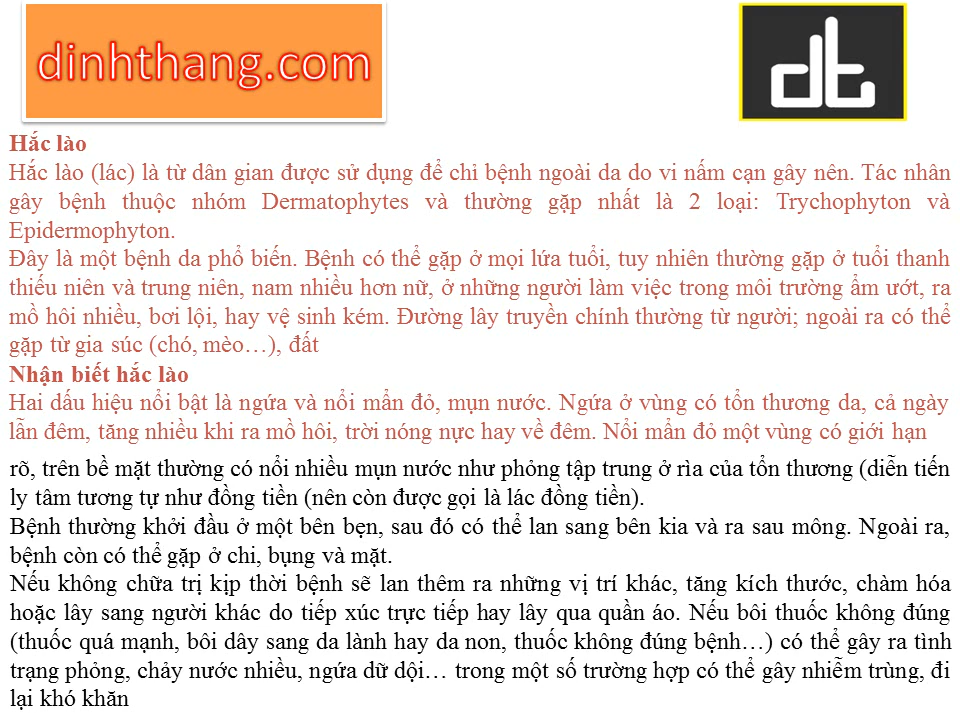 dinhthang.com
dt
Hắc lào
Hắc lào (lác) là từ dân gian được sử dụng để chỉ bệnh ngoài da do vi nấm cạn gây nên. Tác nhân
gây bệnh thuộc nhóm Dermatophytes và thường gặp nhất là 2 loại: Trychophyton và
Epidermophyton.
Đây là một bệnh da phổ biến. Bệnh có thể gặp ở mọi lứa tuổi, tuy nhiên thường gặp ở tuổi thanh
thiếu niên và trung niên, nam nhiều hơn nữ, ở những người làm việc trong môi trường ẩm ướt, ra
mồ hôi nhiều, bơi lội, hay vệ sinh kém. Đường lây truyền chính thường từ người; ngoài ra có thể
gặp từ gia súc (chó, mèo…), đất
Nhận biết hắc lào
Hai dấu hiệu nổi bật là ngứa và nổi mẩn đỏ, mụn nước. Ngứa ở vùng có tổn thương da, cả ngày
lẫn đêm, tăng nhiều khi ra mồ hôi, trời nóng nực hay về đêm. Nổi mẩn đỏ một vùng có giới hạn
rõ, trên bề mặt thường có nổi nhiều mụn nước như phỏng tập trung ở rìa của tổn thương (diễn tiến
ly tâm tương tự như đồng tiền (nên còn được gọi là lác đồng tiền).
Bệnh thường khởi đầu ở một bên bẹn, sau đó có thể lan sang bên kia và ra sau mông. Ngoài ra,
bệnh còn có thể gặp ở chi, bụng và mặt.
Nếu không chữa trị kịp thời bệnh sẽ lan thêm ra những vị trí khác, tăng kích thước, chàm hóa
hoặc lây sang người khác do tiếp xúc trực tiếp hay lây qua quần áo. Nếu bôi thuốc không đúng
(thuốc quá mạnh, bôi dây sang da lành hay da non, thuốc không đúng bệnh…) có thể gây ra tình
trạng phỏng, chảy nước nhiều, ngứa dữ dội… trong một số trường hợp có thể gây nhiễm trùng, đi
lại khó khăn